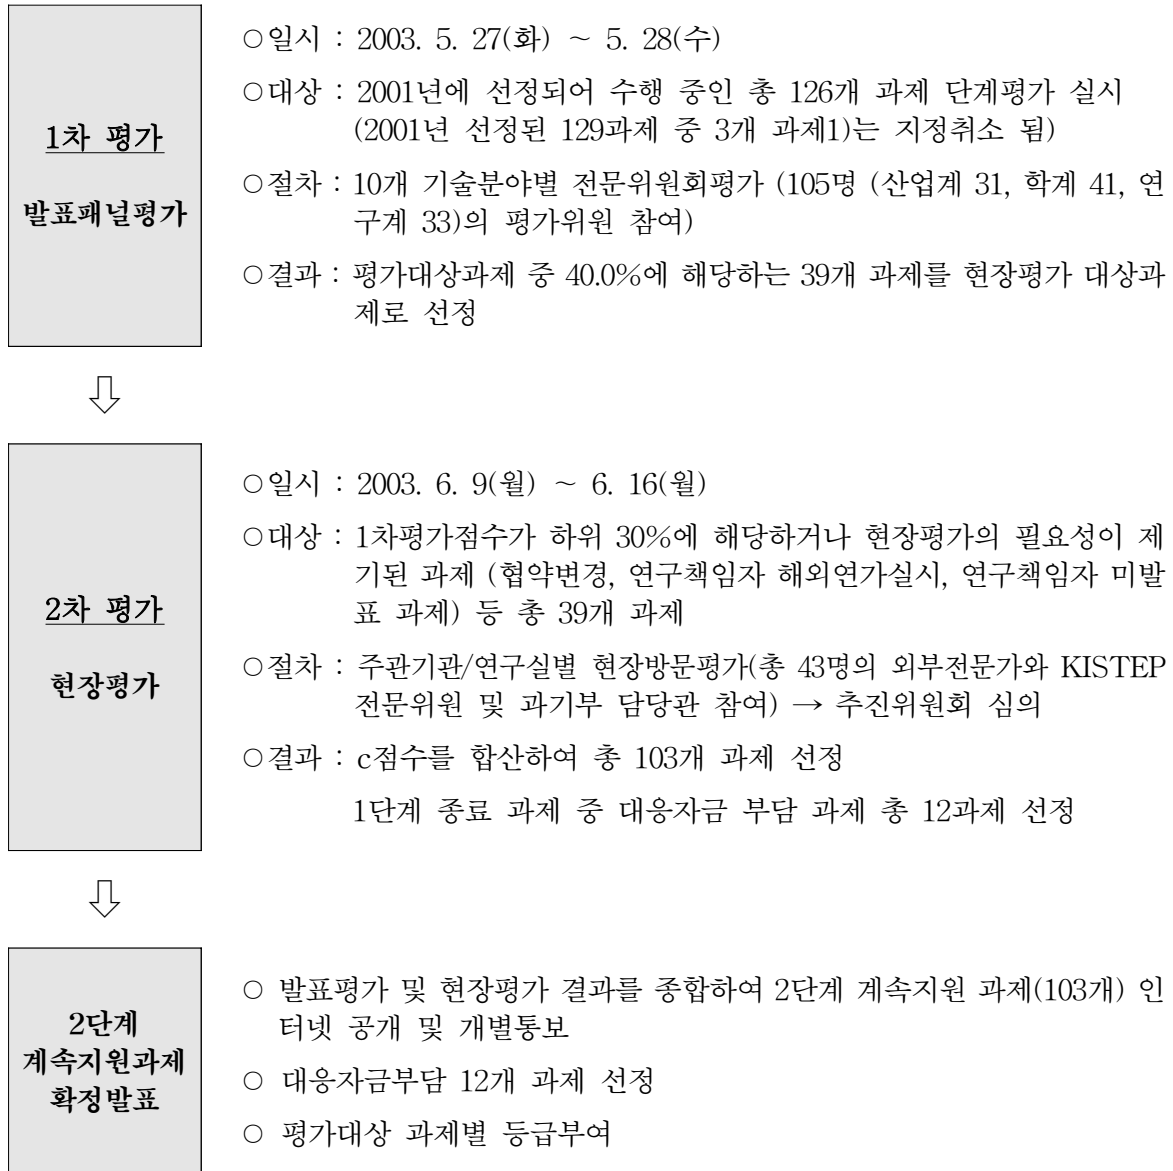 1차 평가
발표패널평가
○일시 : 2003. 5. 27(화) ~ 5. 28(수)
○대상 : 2001년에 선정되어 수행 중인 총 126개 과제 단계평가 실시
(2001년 선정된 129과제 중 3개 과제1)는 지정취소 됨)
○절차 : 10개 기술분야별 전문위원회평가 (105명 (산업계 31, 학계 41, 연
구계 33)의 평가위원 참여)
○결과 : 평가대상과제 중 40.0%에 해당하는 39개 과제를 현장평가 대상과
제로 선정
⇩
2차 평가
현장평가
○일시 : 2003. 6. 9(월) ~ 6. 16(월)
○대상 : 1차평가점수가 하위 30%에 해당하거나 현장평가의 필요성이 제
기된 과제 (협약변경, 연구책임자 해외연가실시, 연구책임자 미발
표 과제) 등 총 39개 과제
○절차 : 주관기관/연구실별 현장방문평가(총 43명의 외부전문가와 KISTEP
전문위원 및 과기부 담당관 참여) → 추진위원회 심의
○결과 : c점수를 합산하여 총 103개 과제 선정
1단계 종료 과제 중 대응자금 부담 과제 총 12과제 선정
⇩
2단계
계속지원과제
확정발표
○ 발표평가 및 현장평가 결과를 종합하여 2단계 계속지원 과제(103개) 인
터넷 공개 및 개별통보
○ 대응자금부담 12개 과제 선정
○ 평가대상 과제별 등급부여